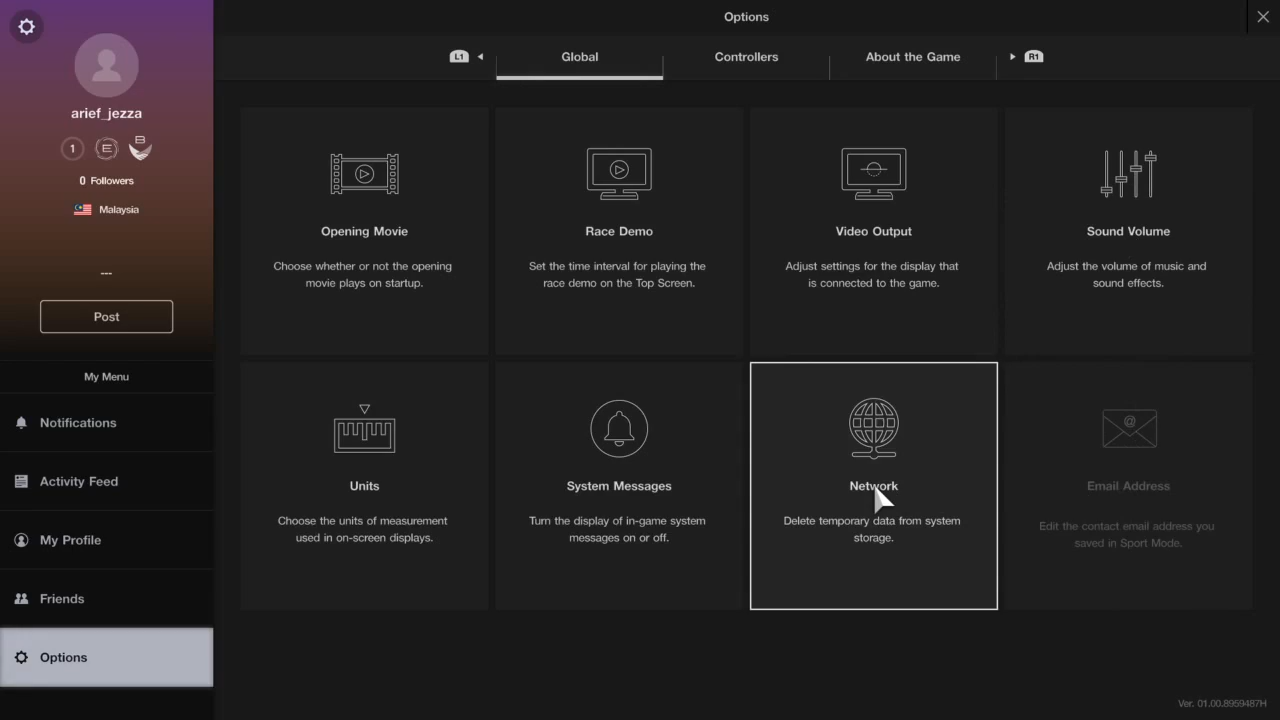 Options
L1
Global
Controllers
About the Game
R1
arief_jezza
1
E
B
0 Followers
Malaysia
---
Post
My Menu
Notifications
Activity Feed
My Profile
Friends
Options
Opening Movie
Choose whether or not the opening
movie plays on startup.
Race Demo
Set the time interval for playing the
race demo on the Top Screen.
Video Output
Adjust settings for the display that
is connected to the game.
Sound Volume
Adjust the volume of music and
sound effects.
Units
Choose the units of measurement
used in on-screen displays.
System Messages
Turn the display of in-game system
messages on or off.
Network
Delete temporary data from system
storage.
@
Email Address
Edit the contact email address you
saved in Sport Mode.
Ver. 01.00.8959487H